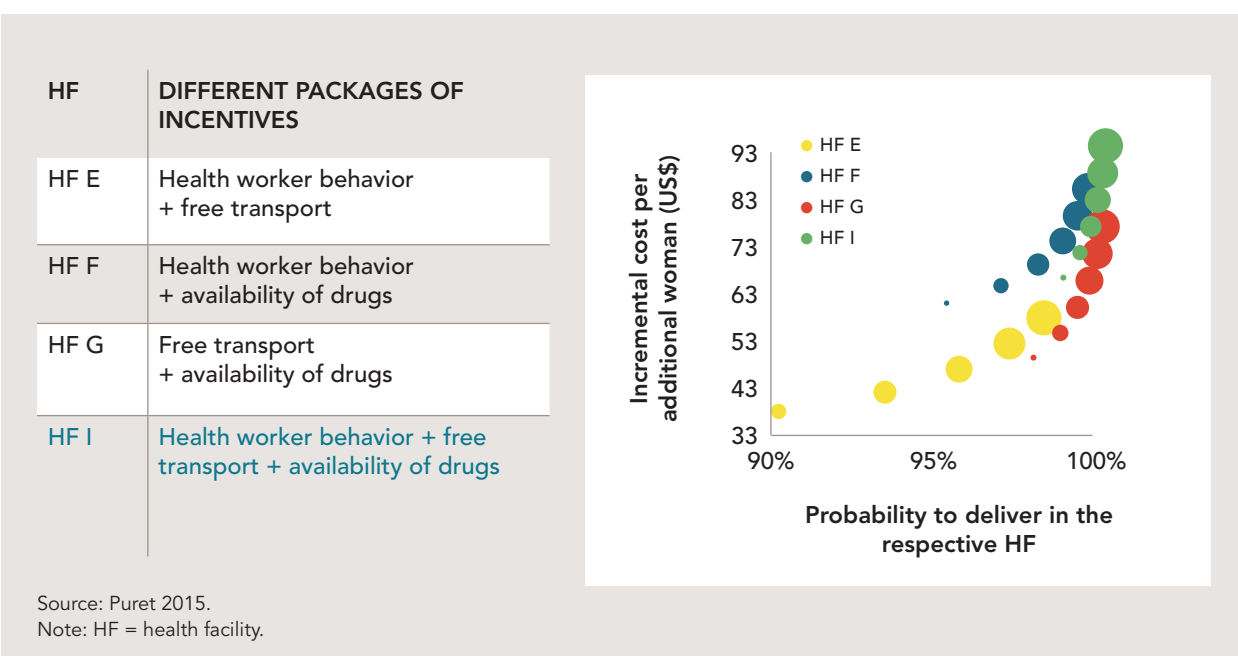 HF
DIFFERENT PACKAGES OF
INCENTIVES
HF E
Health worker behavior
+ free transport
HF F
Health worker behavior
+ availability of drugs
HF G
Free transport
+ availability of drugs
HF I
Health worker behavior + free
transport + availability of drugs
Incremental cost per
additional woman (US$)
93
83
73
63
53
43
33
HF E
HF F
HF G
HF I
90%
95%
100%
Probability to deliver in the
respective HF
Source: Puret 2015.
Note: HF = health facility.